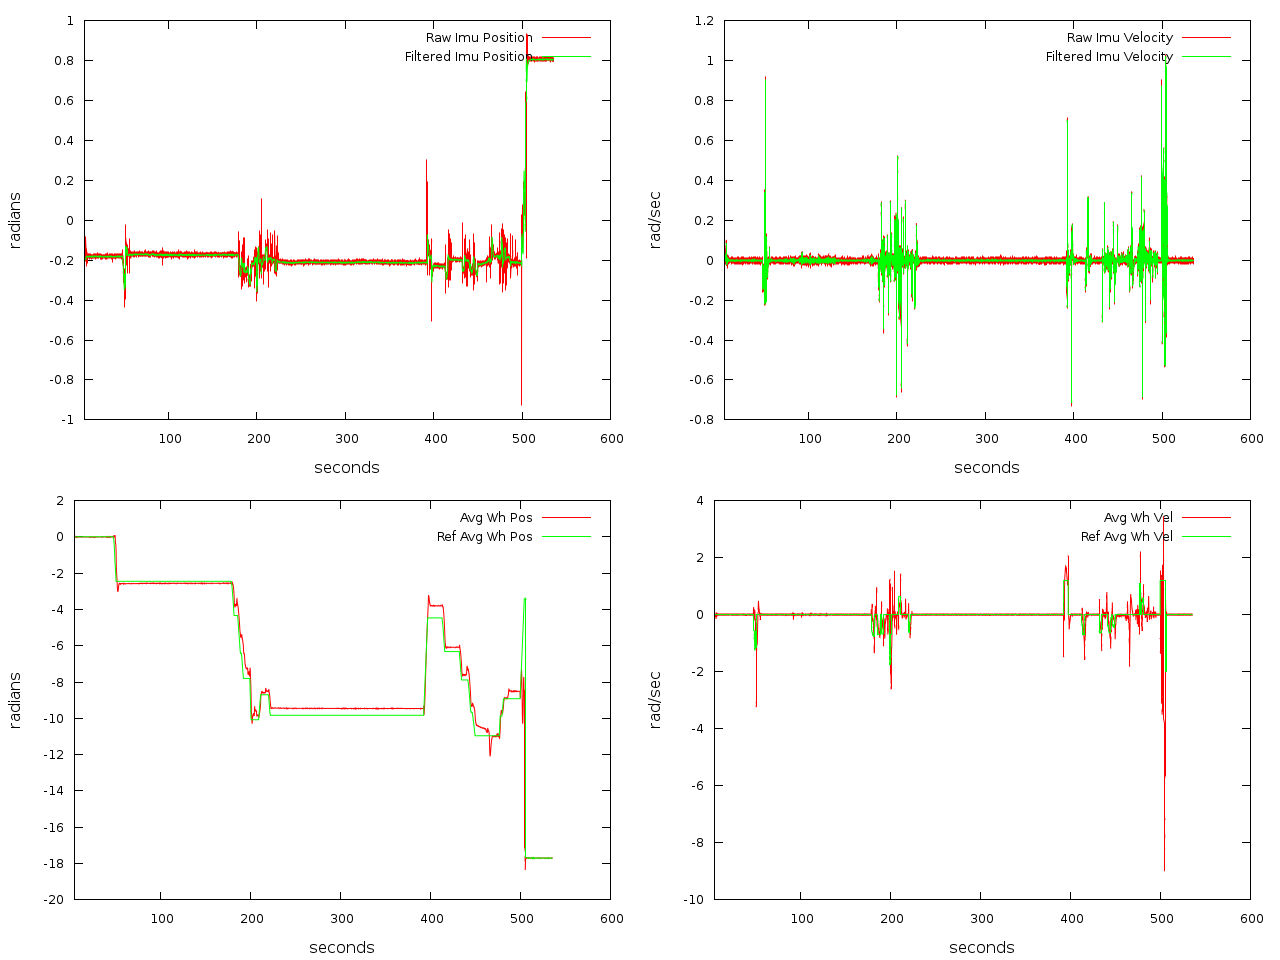 1
0.8
0.6
0.4
0.2
0
-0.2
-0.4
-0.6
-0.8
-1
radians
Raw Imu Position
Filtered Imu Position
100 200 300 400 500 600
seconds
1.2
1
0.8
0.6
0.4
0.2
0
-0.2
-0.4
-0.6
-0.8
rad/sec
Raw Imu Velocity
Filtered Imu Velocity
100 200 300 400 500 600
seconds
2
0
-2
-4
-6
-8
-10
-12
-14
-16
-18
-20
radians
Avg Wh Pos
Ref Avg Wh Pos
100 200 300 400 500 600
seconds
4
2
0
-2
-4
-6
-8
-10
rad/sec
Avg Wh Vel
Ref Avg Wh Vel
100 200 300 400 500 600
seconds